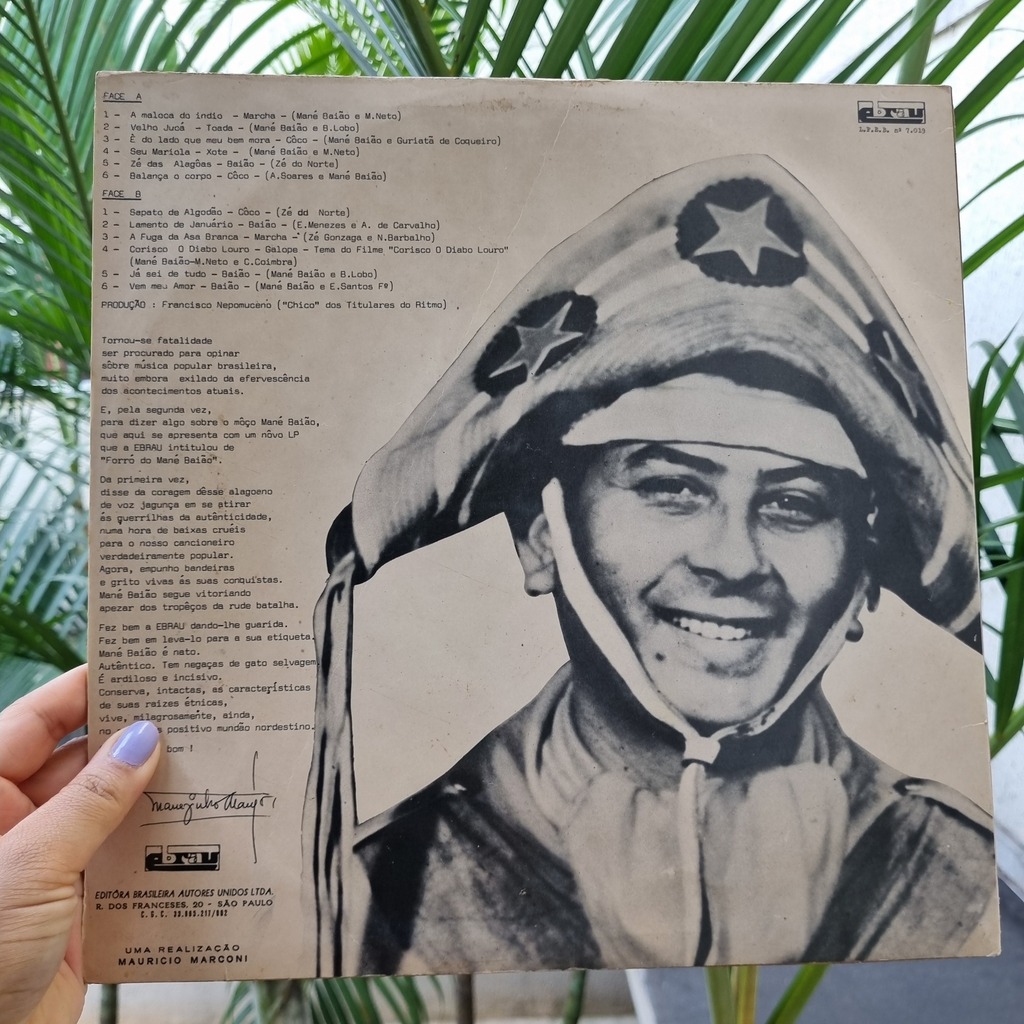 FACE A
1 - A maloca do indio - Marcha - (Mané Baião e M.Neto)
2 - Velho Jucá - Toada - (Mané Baião e B.Lobo)
3 - É do lado que meu bem mora - Côco - (Mané Baião e Guriatã de Coqueiro)
4 - Seu Mariola - Xote - (Mané Baião e M.Neto)
5 - Zé das Alagôas - Baião - (Zé do Norte)
6 - Balança o corpo - Côco - (A.Soares e Mané Baião)
FACE B
1 - Sapato de Algodão - Côco - (Zé do Norte)
2 - Lamento de Januário - Baião - (E.Menezes e A. de Carvalho)
3 - A Fuga da Asa Branca - Marcha - (Zé Gonzaga e N.Barbalho)
4 - Corisco O Diabo Louro - Galope - Tema do Filme "Corisco O Diabo Louro"
(Mané Baião-M.Neto e C.Coimbra)
5 - Já sei de tudo - Baião - (Mané Baião e B.Lobo)
6 - Vem meu Amor - Baião - (Mané Baião e E.Santos Fº)
PRODUÇÃO : Francisco Nepomuceno ("Chico" dos Titulares do Ritmo)
ebrau
L.P.E.B. nº 7.019
Tornou-se fatalidade
ser procurado para opinar
sôbre música popular brasileira,
muito embora exilado da efervescência
dos acontecimentos atuais.
E, pela segunda vez,
para dizer algo sobre o môço Mané Baião,
que aqui se apresenta com um nôvo LP
que a EBRAU intitulou de
"Forró do Mané Baião".
Da primeira vez,
disse da coragem dêsse alagoano
de voz jagunça em se atirar
ás guerrilhas da autênticidade,
numa hora de baixas cruéis
para o nosso cancioneiro
verdadeiramente popular.
Agora, empunho bandeiras
e grito vivas ás suas conquistas.
Mané Baião segue vitoriando
apezar dos tropêços da rude batalha.
Fez bem a EBRAU dando-lhe guarida.
Fez bem em leva-lo para a sua etiqueta.
Mané Baião é nato.
Autêntico. Tem negaças de gato selvagem
É ardiloso e incisivo.
Conserva, intactas, as características
de suas raízes étnicas,
vive, milagrosamente, ainda,
no positivo mundão nordestino.
bom !
Manezinho Araujo
ebrau
EDITÔRA BRASILEIRA AUTORES UNIDOS LTDA.
R. DOS FRANCESES, 20 - SÃO PAULO
C.G.C.
UMA REALIZAÇÃO
MAURICIO MARCONI